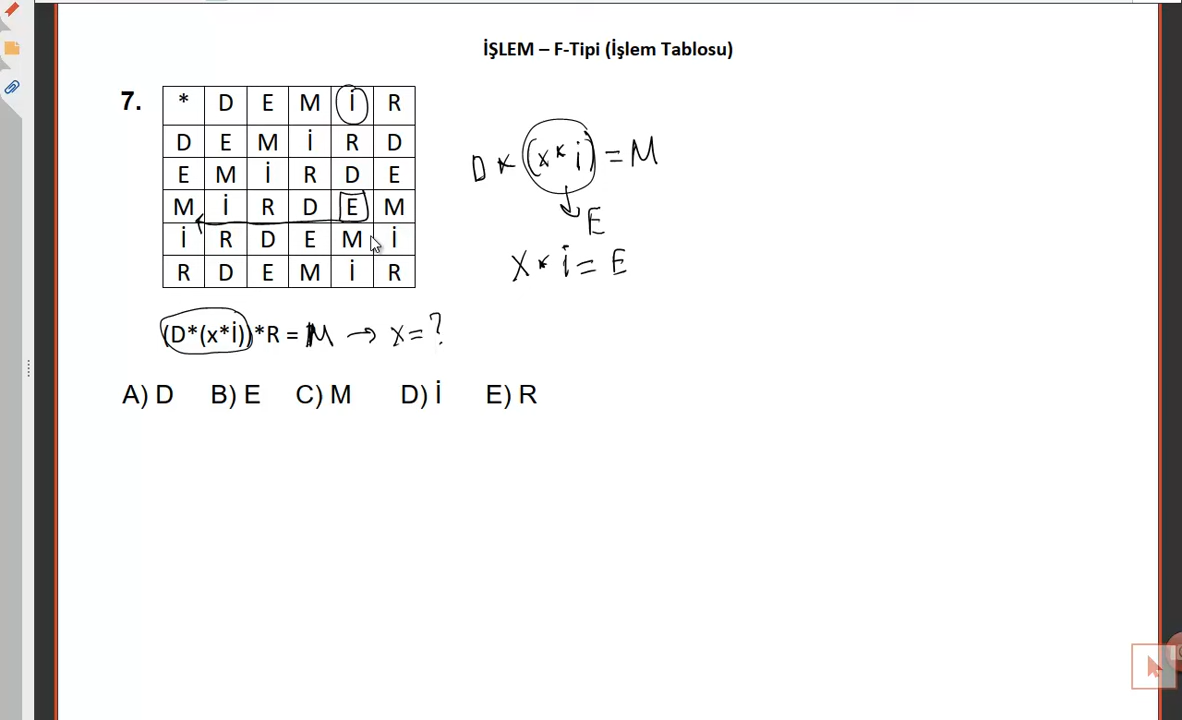 İŞLEM – F-Tipi (İşlem Tablosu)
7.
* D E M İ R
D E M İ R D
E M İ R D E
M İ R D E M
İ R D E M İ
R D E M İ R
D * (x * i) = M
E
X * i = E
(D*(x*İ))*R = M → x = ?
A) D B) E C) M D) İ E) R